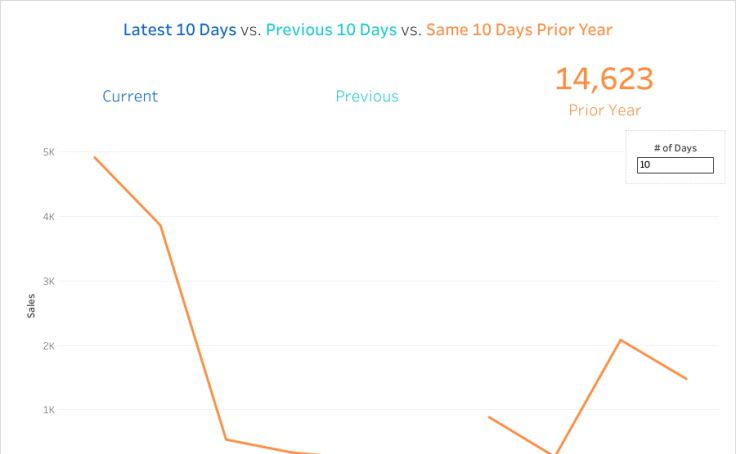 Latest 10 Days vs. Previous 10 Days vs. Same 10 Days Prior Year
14,623
Current
Previous
Prior Year
# of Days
10
5K
4K
3K
Sales
2K
1K